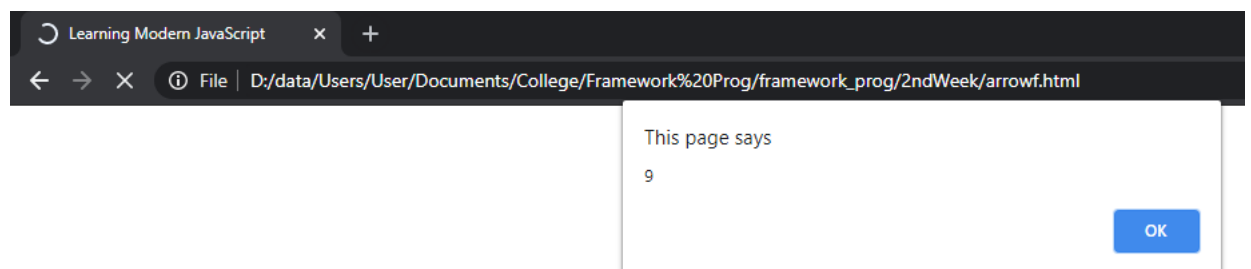 Learning Modern JavaScript
File | D:/data/Users/User/Documents/College/Framework%20Prog/framework_prog/2ndWeek/arrowf.html
This page says
9
OK